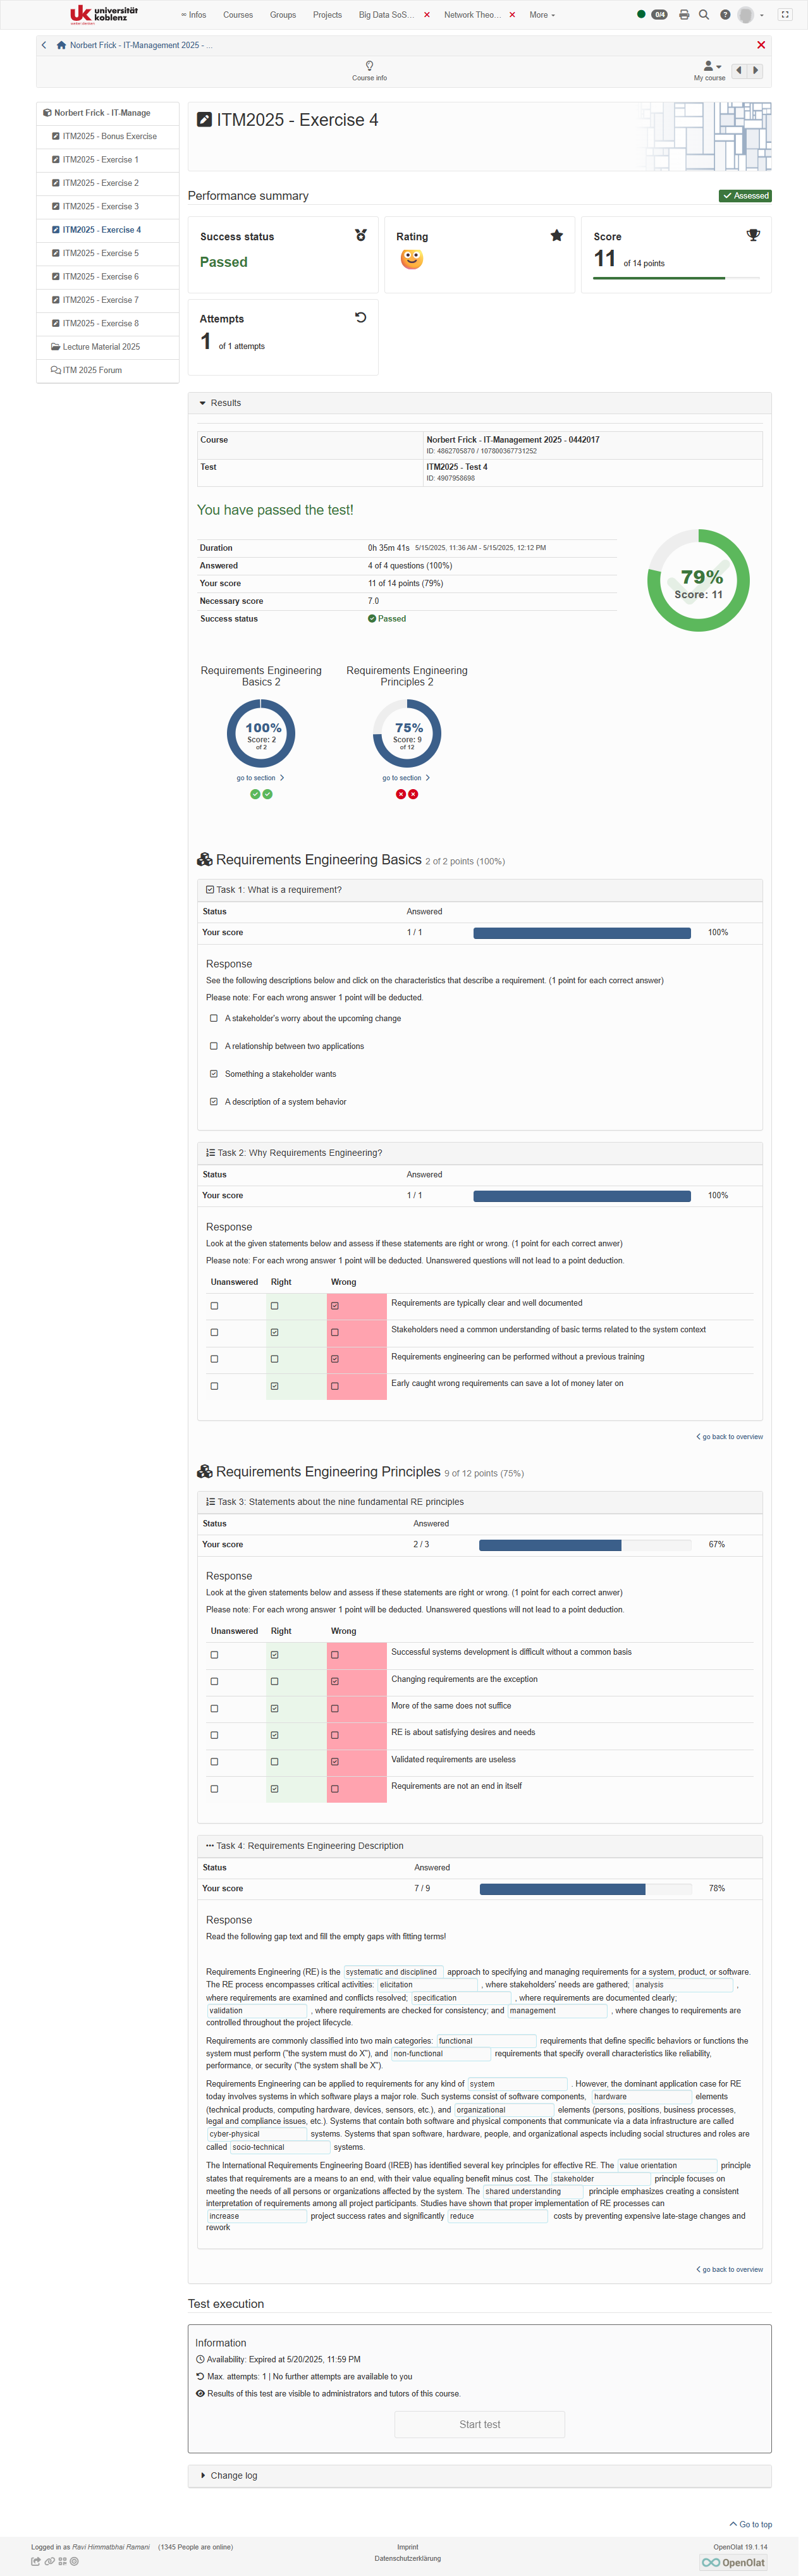 uk universität koblenz
Infos
Courses
Groups
Projects
Big Data SoS...
Network Theo...
More
0/4
Norbert Frick - IT-Management 2025 - ...
Course info
My course
Norbert Frick - IT-Manage
ITM2025 - Bonus Exercise
ITM2025 - Exercise 1
ITM2025 - Exercise 2
ITM2025 - Exercise 3
ITM2025 - Exercise 4
ITM2025 - Exercise 5
ITM2025 - Exercise 6
ITM2025 - Exercise 7
ITM2025 - Exercise 8
Lecture Material 2025
ITM 2025 Forum
ITM2025 - Exercise 4
Performance summary
Assessed
Success status
Passed
Rating
Score
11 of 14 points
Attempts
1 of 1 attempts
Results
Course Norbert Frick - IT-Management 2025 - 0442017
ID: 4862705870 / 107800367731252
Test ITM2025 - Test 4
ID: 4907958698
You have passed the test!
Duration 0h 35m 41s 5/15/2025, 11:36 AM - 5/15/2025, 12:12 PM
Answered 4 of 4 questions (100%)
Your score 11 of 14 points (79%)
Necessary score 7.0
Success status Passed
79%
Score: 11
Requirements Engineering Basics 2
100%
Score: 2
of 2
go to section
Requirements Engineering Principles 2
75%
Score: 9
of 12
go to section
Requirements Engineering Basics 2 of 2 points (100%)
Task 1: What is a requirement?
Status Answered
Your score 1 / 1 100%
Response
See the following descriptions below and click on the characteristics that describe a requirement. (1 point for each correct answer)
Please note: For each wrong answer 1 point will be deducted.
A stakeholder's worry about the upcoming change
A relationship between two applications
Something a stakeholder wants
A description of a system behavior
Task 2: Why Requirements Engineering?
Status Answered
Your score 1 / 1 100%
Response
Look at the given statements below and assess if these statements are right or wrong. (1 point for each correct anwer)
Please note: For each wrong answer 1 point will be deducted. Unanswered questions will not lead to a point deduction.
Unanswered Right Wrong
Requirements are typically clear and well documented
Stakeholders need a common understanding of basic terms related to the system context
Requirements engineering can be performed without a previous training
Early caught wrong requirements can save a lot of money later on
go back to overview
Requirements Engineering Principles 9 of 12 points (75%)
Task 3: Statements about the nine fundamental RE principles
Status Answered
Your score 2 / 3 67%
Response
Look at the given statements below and assess if these statements are right or wrong. (1 point for each correct anwer)
Please note: For each wrong answer 1 point will be deducted. Unanswered questions will not lead to a point deduction.
Unanswered Right Wrong
Successful systems development is difficult without a common basis
Changing requirements are the exception
More of the same does not suffice
RE is about satisfying desires and needs
Validated requirements are useless
Requirements are not an end in itself
Task 4: Requirements Engineering Description
Status Answered
Your score 7 / 9 78%
Response
Read the following gap text and fill the empty gaps with fitting terms!
Requirements Engineering (RE) is the systematic and disciplined approach to specifying and managing requirements for a system, product, or software.
The RE process encompasses critical activities: elicitation , where stakeholders' needs are gathered; analysis ,
where requirements are examined and conflicts resolved; specification , where requirements are documented clearly;
validation , where requirements are checked for consistency; and management , where changes to requirements are
controlled throughout the project lifecycle.
Requirements are commonly classified into two main categories: functional requirements that define specific behaviors or functions the
system must perform ("the system must do X"), and non-functional requirements that specify overall characteristics like reliability,
performance, or security ("the system shall be X").
Requirements Engineering can be applied to requirements for any kind of system . However, the dominant application case for RE
today involves systems in which software plays a major role. Such systems consist of software components, hardware elements
(technical products, computing hardware, devices, sensors, etc.), and organizational elements (persons, positions, business processes,
legal and compliance issues, etc.). Systems that contain both software and physical components that communicate via a data infrastructure are called
cyber-physical systems. Systems that span software, hardware, people, and organizational aspects including social structures and roles are
called socio-technical systems.
The International Requirements Engineering Board (IREB) has identified several key principles for effective RE. The value orientation principle
states that requirements are a means to an end, with their value equaling benefit minus cost. The stakeholder principle focuses on
meeting the needs of all persons or organizations affected by the system. The shared understanding principle emphasizes creating a consistent
interpretation of requirements among all project participants. Studies have shown that proper implementation of RE processes can
increase project success rates and significantly reduce costs by preventing expensive late-stage changes and
rework
go back to overview
Test execution
Information
Availability: Expired at 5/20/2025, 11:59 PM
Max. attempts: 1 | No further attempts are available to you
Results of this test are visible to administrators and tutors of this course.
Start test
Change log
Go to top
Logged in as Ravi Himmatbhai Ramani (1345 People are online)
Imprint
Datenschutzerklärung
OpenOlat 19.1.14
OpenOlat